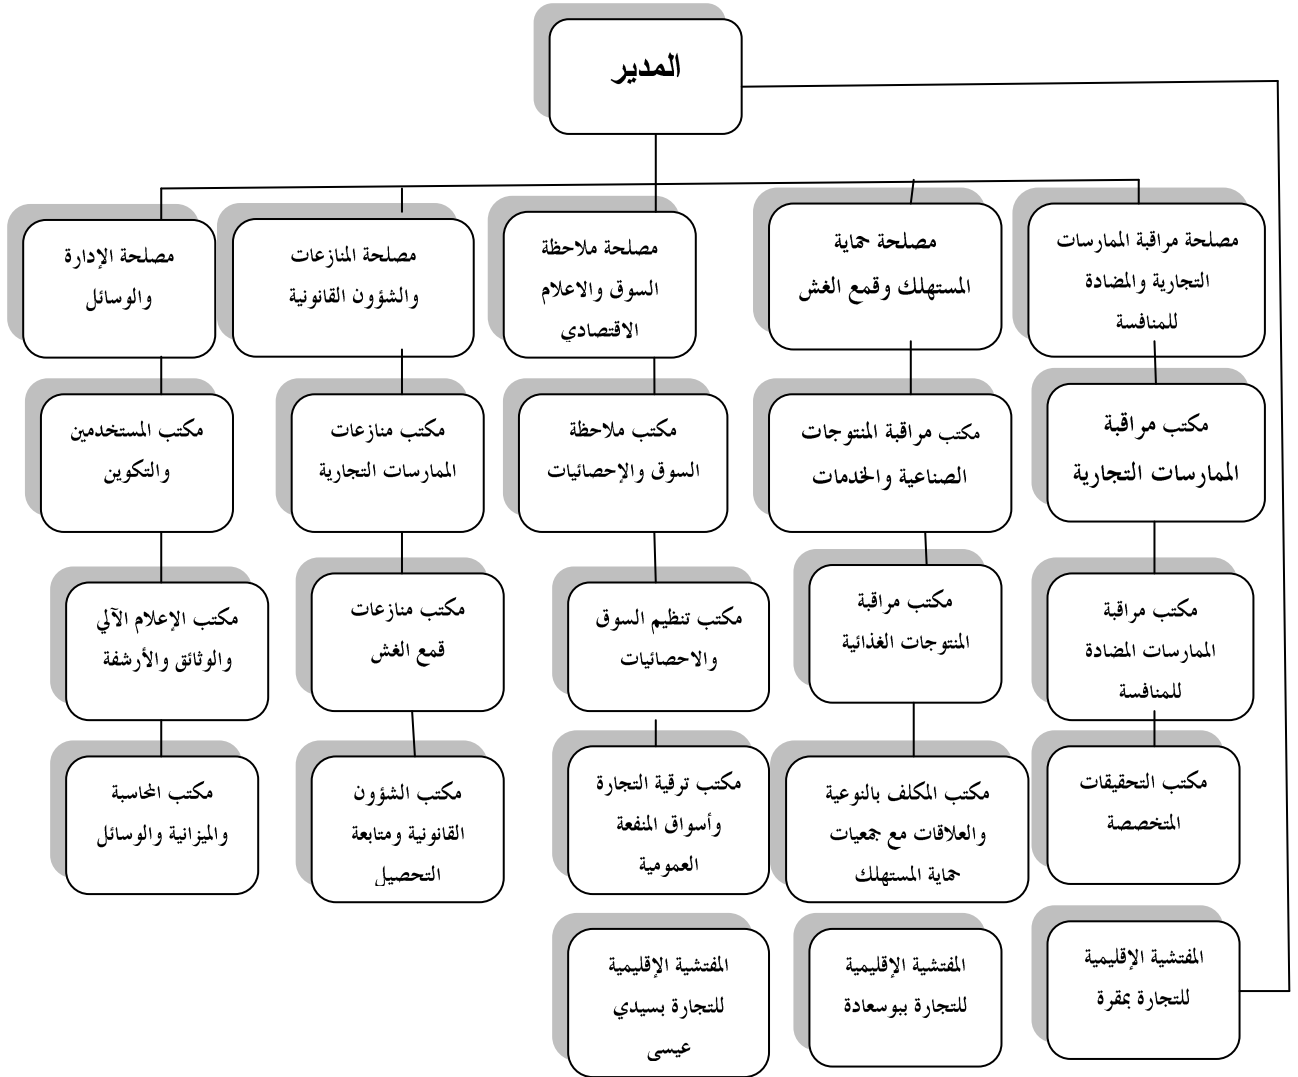 المدير
مصلحة مراقبة الممارسات
التجارية والمضادة
للمنافسة
مصلحة حماية
المستهلك وقمع الغش
مصلحة ملاحظة
السوق والاعلام
الاقتصادي
مصلحة المنازعات
والشؤون القانونية
مصلحة الإدارة
والوسائل
مكتب مراقبة
الممارسات التجارية
مكتب مراقبة المنتوجات
الصناعية والخدمات
مكتب ملاحظة
السوق والإحصائيات
مكتب منازعات
الممارسات التجارية
مكتب المستخدمين
والتكوين
مكتب مراقبة
الممارسات المضادة
للمنافسة
مكتب مراقبة
المنتوجات الغذائية
مكتب تنظيم السوق
والاحصائيات
مكتب منازعات
قمع الغش
مكتب الإعلام الآلي
والوثائق والأرشفة
مكتب التحقيقات
المتخصصة
مكتب المكلف بالنوعية
والعلاقات مع جمعيات
حماية المستهلك
مكتب ترقية التجارة
وأسواق المنفعة
العمومية
مكتب الشؤون
القانونية ومتابعة
التحصيل
مكتب المحاسبة
والميزانية والوسائل
المفتشية الإقليمية
للتجارة بمقرة
المفتشية الإقليمية
للتجارة ببوسعادة
المفتشية الإقليمية
للتجارة بسيدي
عيسى